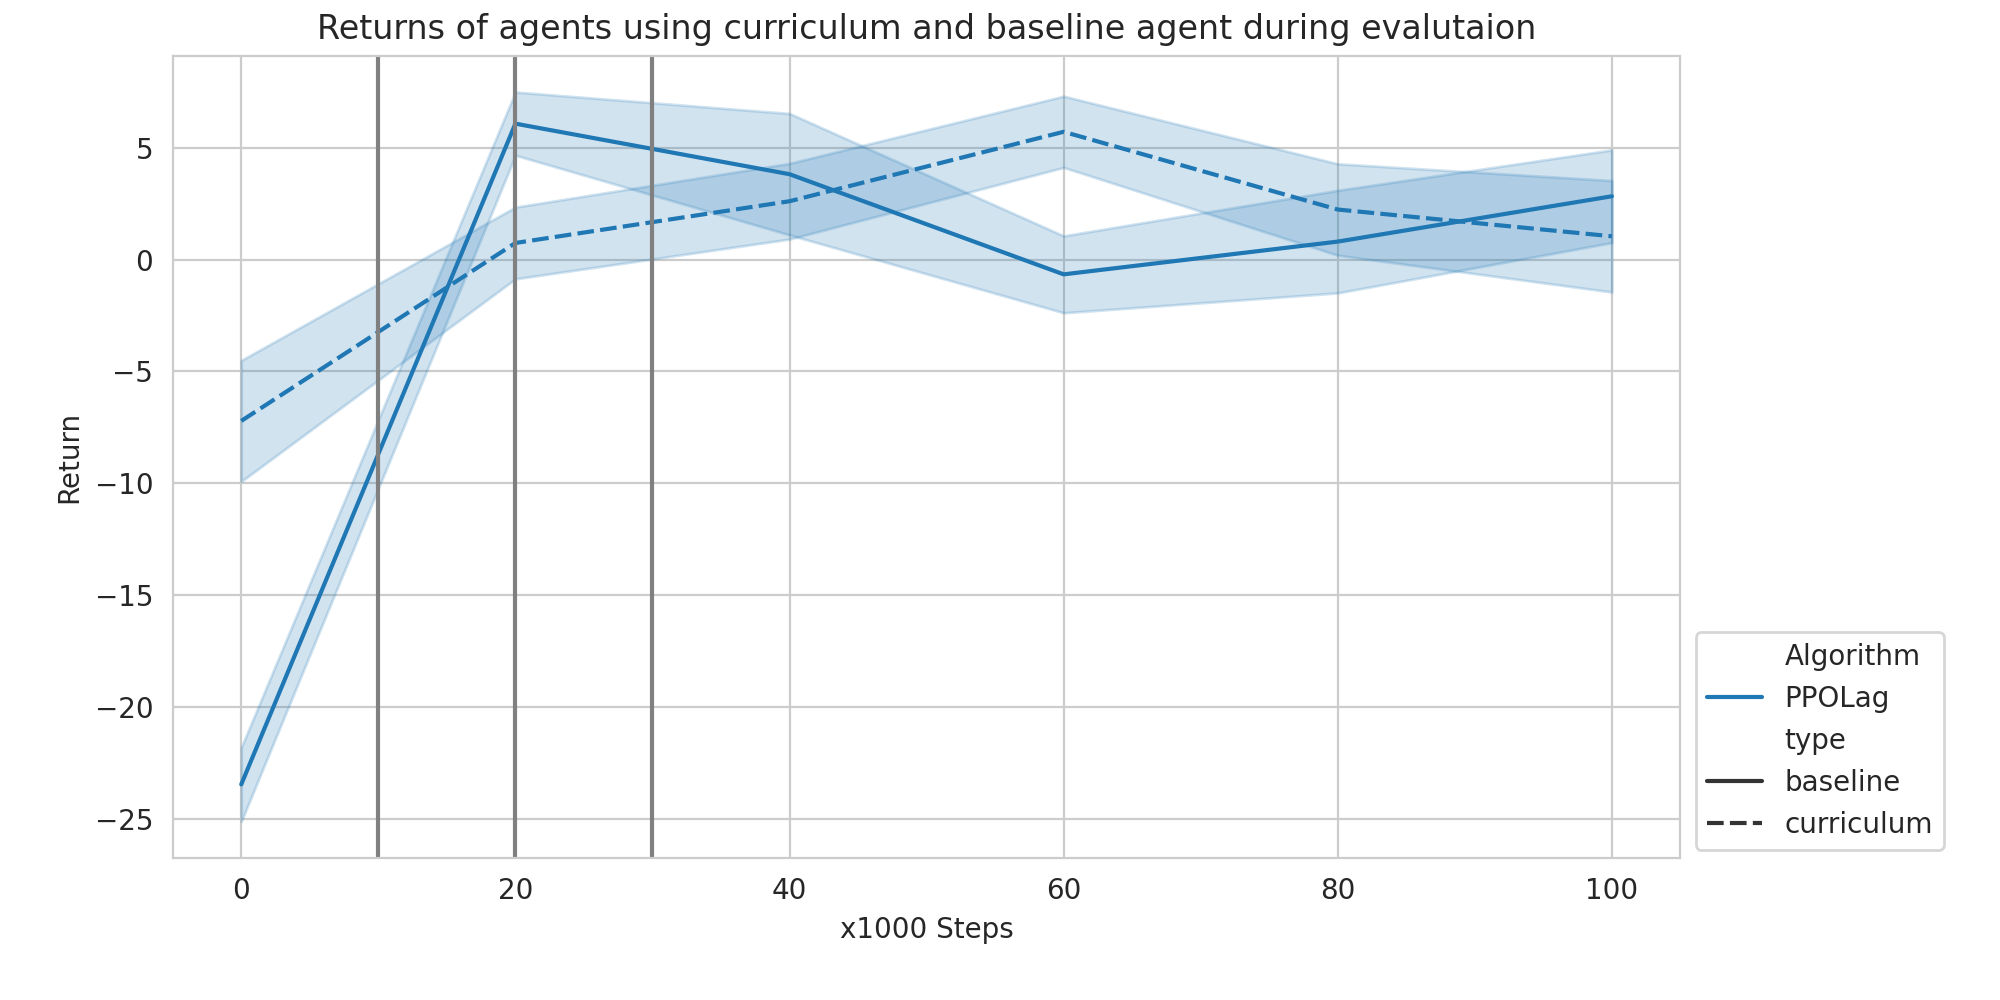 Returns of agents using curriculum and baseline agent during evalutaion
Return
5
0
−5
−10
−15
−20
−25
0 20 40 60 80 100
x1000 Steps
Algorithm
PPOLag
type
baseline
curriculum